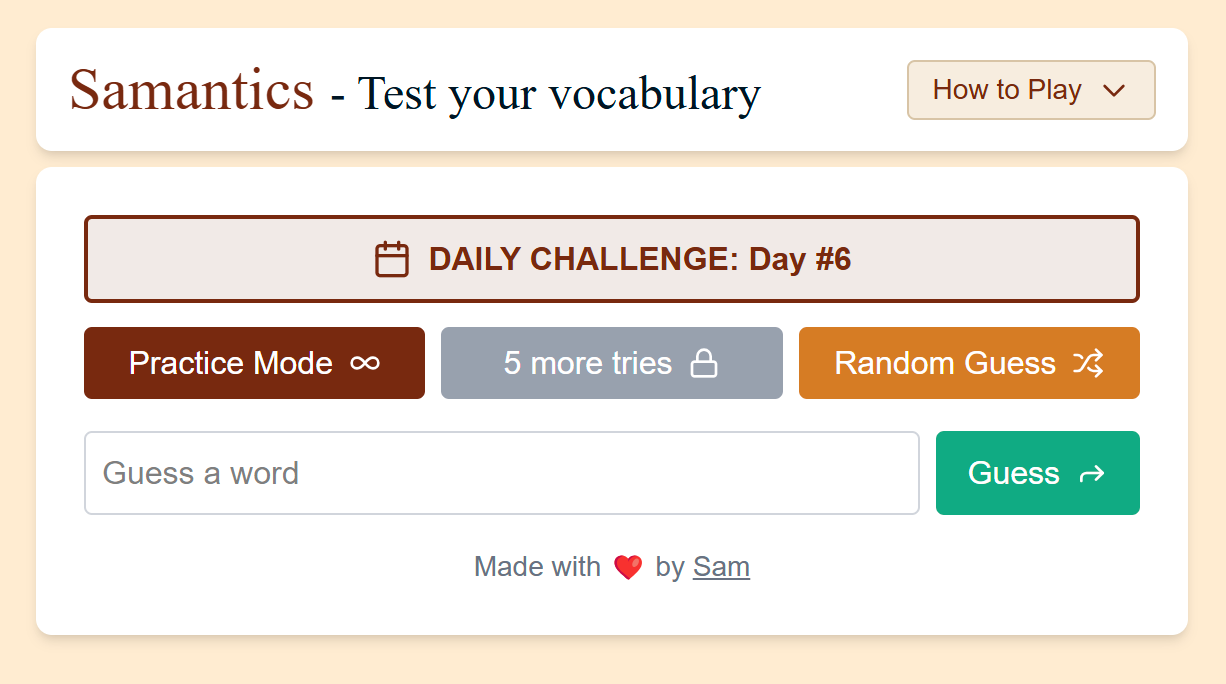 Samantics - Test your vocabulary
How to Play
DAILY CHALLENGE: Day #6
Practice Mode
5 more tries
Random Guess
Guess a word
Guess
Made with ❤️ by Sam